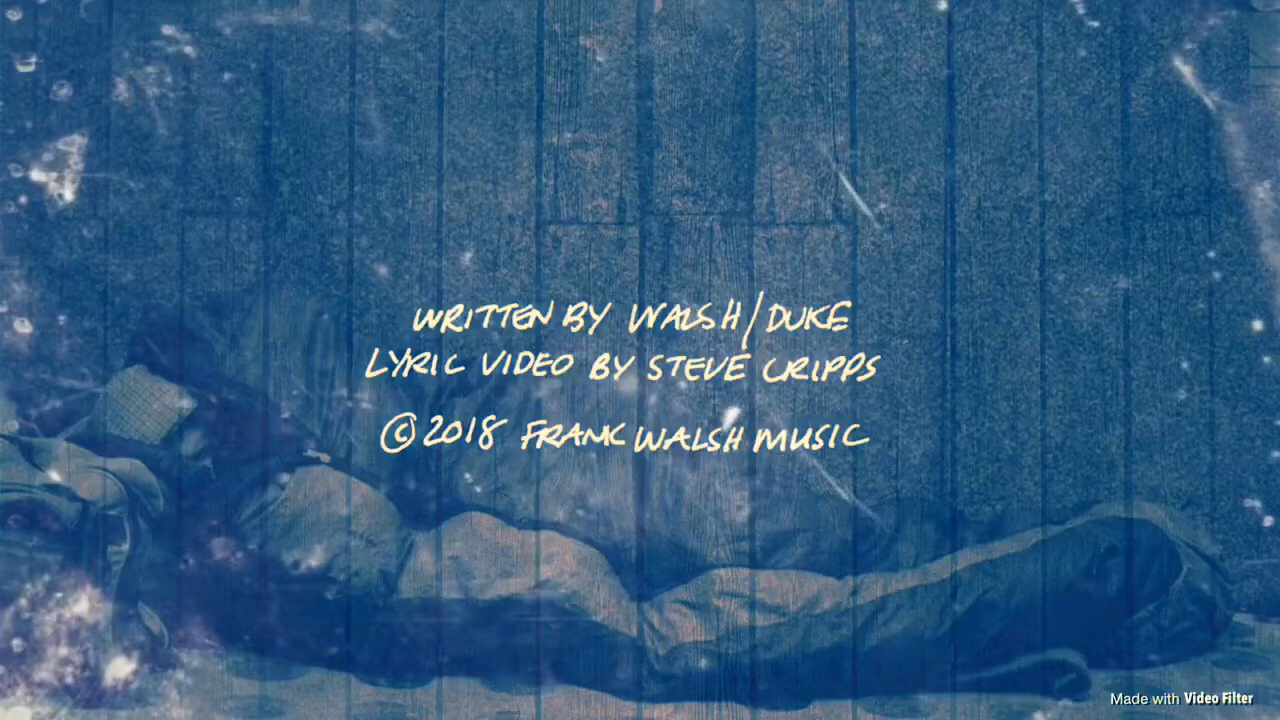 WRITTEN BY WALSH/DUKE
LYRIC VIDEO BY STEVE CRIPPS
© 2018 FRANK WALSH MUSIC
Made with Video Filter